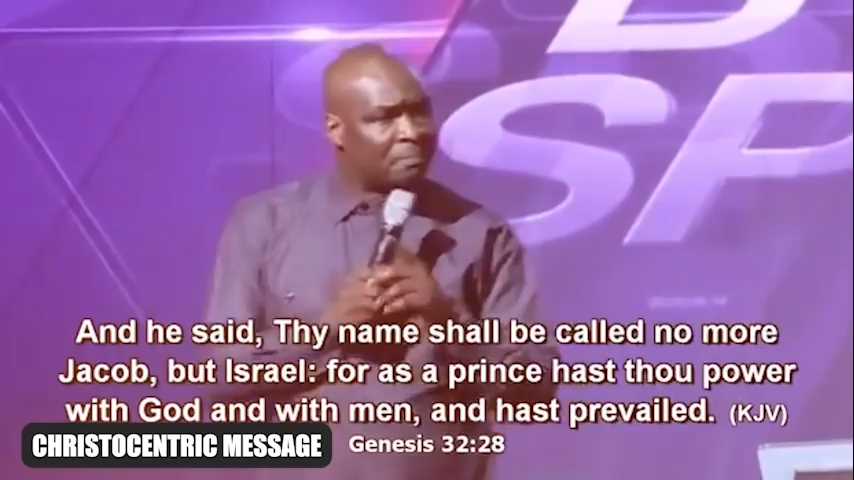 D
SP
And he said, Thy name shall be called no more
Jacob, but Israel: for as a prince hast thou power
with God and with men, and hast prevailed. (KJV)
CHRISTOCENTRIC MESSAGE
Genesis 32:28